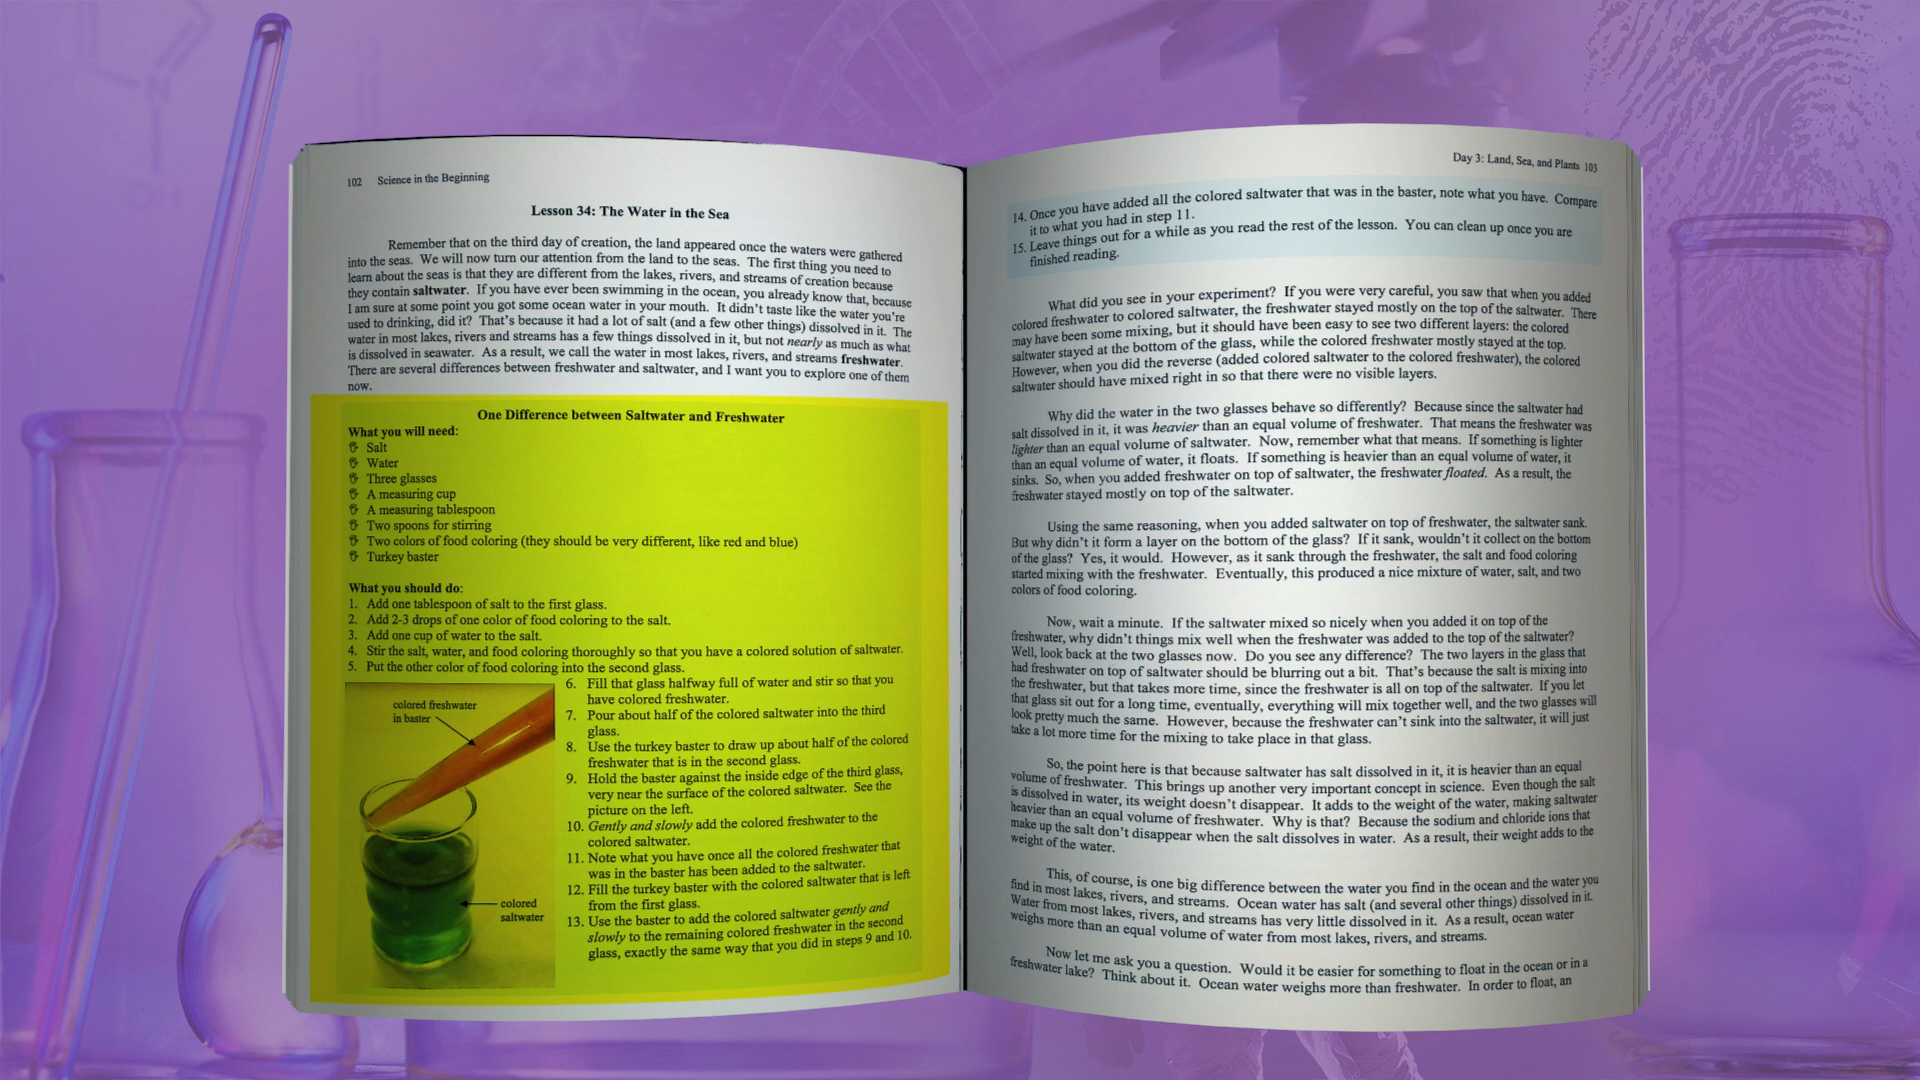 102 Science in the Beginning
Lesson 34: The Water in the Sea
Remember that on the third day of creation, the land appeared once the waters were gathered
into the seas. We will now turn our attention from the land to the seas. The first thing you need to
learn about the seas is that they are different from the lakes, rivers, and streams of creation because
they contain saltwater. If you have ever been swimming in the ocean, you already know that, because
I am sure at some point you got some ocean water in your mouth. It didn't taste like the water you're
used to drinking, did it? That's because it had a lot of salt (and a few other things) dissolved in it. The
water in most lakes, rivers and streams has a few things dissolved in it, but not nearly as much as what
is dissolved in seawater. As a result, we call the water in most lakes, rivers, and streams freshwater.
There are several differences between freshwater and saltwater, and I want you to explore one of them
now.
One Difference between Saltwater and Freshwater
What you will need:
Salt
Water
Three glasses
A measuring cup
A measuring tablespoon
Two spoons for stirring
Two colors of food coloring (they should be very different, like red and blue)
Turkey baster
What you should do:
1. Add one tablespoon of salt to the first glass.
2. Add 2-3 drops of one color of food coloring to the salt.
3. Add one cup of water to the salt.
4. Stir the salt, water, and food coloring thoroughly so that you have a colored solution of saltwater.
5. Put the other color of food coloring into the second glass.
6. Fill that glass halfway full of water and stir so that you
have colored freshwater.
7. Pour about half of the colored saltwater into the third
glass.
8. Use the turkey baster to draw up about half of the colored
freshwater that is in the second glass.
9. Hold the baster against the inside edge of the third glass,
very near the surface of the colored saltwater. See the
picture on the left.
10. Gently and slowly add the colored freshwater to the
colored saltwater.
11. Note what you have once all the colored freshwater that
was in the baster has been added to the saltwater.
12. Fill the turkey baster with the colored saltwater that is left
from the first glass.
13. Use the baster to add the colored saltwater gently and
slowly to the remaining colored freshwater in the second
glass, exactly the same way that you did in steps 9 and 10.
colored freshwater
in baster
colored
saltwater
Day 3: Land, Sea, and Plants 103
14. Once you have added all the colored saltwater that was in the baster, note what you have. Compare
it to what you had in step 11.
15. Leave things out for a while as you read the rest of the lesson. You can clean up once you are
finished reading.
What did you see in your experiment? If you were very careful, you saw that when you added
colored freshwater to colored saltwater, the freshwater stayed mostly on the top of the saltwater. There
may have been some mixing, but it should have been easy to see two different layers: the colored
saltwater stayed at the bottom of the glass, while the colored freshwater mostly stayed at the top.
However, when you did the reverse (added colored saltwater to the colored freshwater), the colored
saltwater should have mixed right in so that there were no visible layers.
Why did the water in the two glasses behave so differently? Because since the saltwater had
salt dissolved in it, it was heavier than an equal volume of freshwater. That means the freshwater was
lighter than an equal volume of saltwater. Now, remember what that means. If something is lighter
than an equal volume of water, it floats. If something is heavier than an equal volume of water, it
sinks. So, when you added freshwater on top of saltwater, the freshwater floated. As a result, the
freshwater stayed mostly on top of the saltwater.
Using the same reasoning, when you added saltwater on top of freshwater, the saltwater sank.
But why didn't it form a layer on the bottom of the glass? If it sank, wouldn't it collect on the bottom
of the glass? Yes, it would. However, as it sank through the freshwater, the salt and food coloring
started mixing with the freshwater. Eventually, this produced a nice mixture of water, salt, and two
colors of food coloring.
Now, wait a minute. If the saltwater mixed so nicely when you added it on top of the
freshwater, why didn't things mix well when the freshwater was added to the top of the saltwater?
Well, look back at the two glasses now. Do you see any difference? The two layers in the glass that
had freshwater on top of saltwater should be blurring out a bit. That's because the salt is mixing into
the freshwater, but that takes more time, since the freshwater is all on top of the saltwater. If you let
that glass sit out for a long time, eventually, everything will mix together well, and the two glasses will
look pretty much the same. However, because the freshwater can't sink into the saltwater, it will just
take a lot more time for the mixing to take place in that glass.
So, the point here is that because saltwater has salt dissolved in it, it is heavier than an equal
volume of freshwater. This brings up another very important concept in science. Even though the salt
is dissolved in water, its weight doesn't disappear. It adds to the weight of the water, making saltwater
heavier than an equal volume of freshwater. Why is that? Because the sodium and chloride ions that
make up the salt don't disappear when the salt dissolves in water. As a result, their weight adds to the
weight of the water.
This, of course, is one big difference between the water you find in the ocean and the water you
find in most lakes, rivers, and streams. Ocean water has salt (and several other things) dissolved in it.
Water from most lakes, rivers, and streams has very little dissolved in it. As a result, ocean water
weighs more than an equal volume of water from most lakes, rivers, and streams.
Now let me ask you a question. Would it be easier for something to float in the ocean or in a
freshwater lake? Think about it. Ocean water weighs more than freshwater. In order to float, an